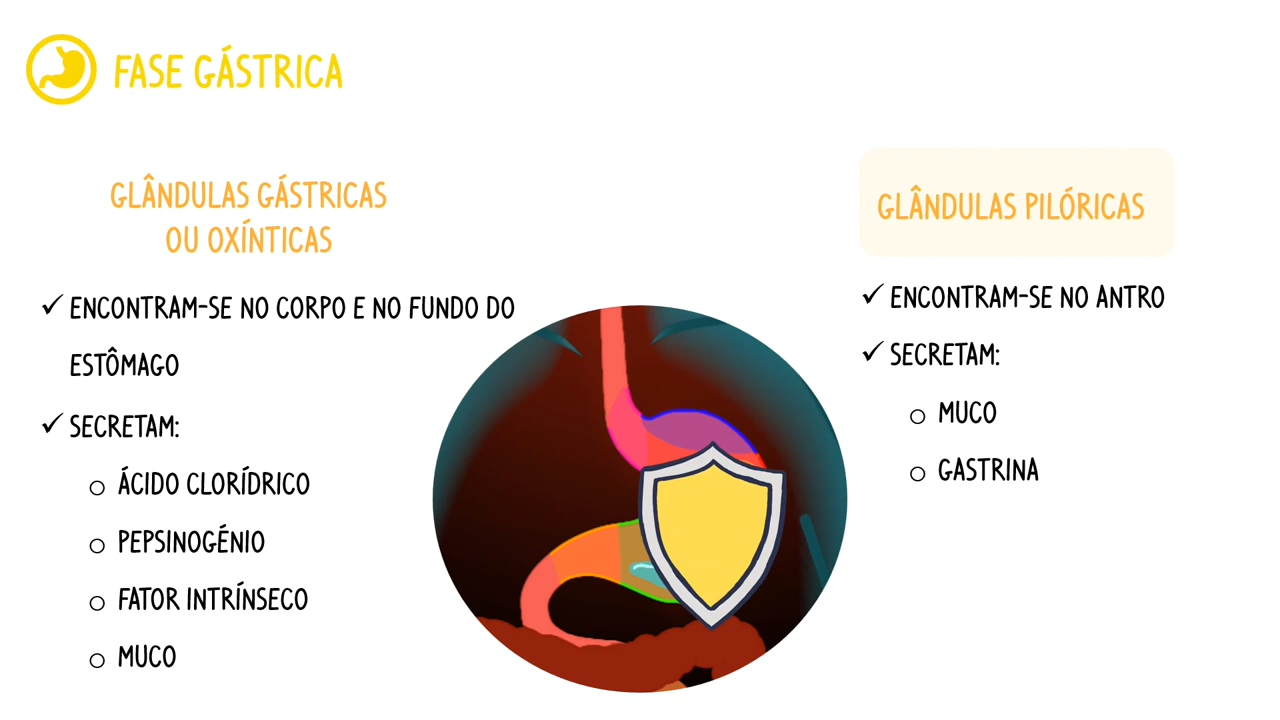 FASE GÁSTRICA
GLÂNDULAS GÁSTRICAS
OU OXÍNTICAS
✓ ENCONTRAM-SE NO CORPO E NO FUNDO DO
ESTÔMAGO
✓ SECRETAM:
o ÁCIDO CLORÍDRICO
o PEPSINOGÉNIO
o FATOR INTRÍNSECO
o MUCO
GLÂNDULAS PILÓRICAS
✓ ENCONTRAM-SE NO ANTRO
✓ SECRETAM:
o MUCO
o GASTRINA